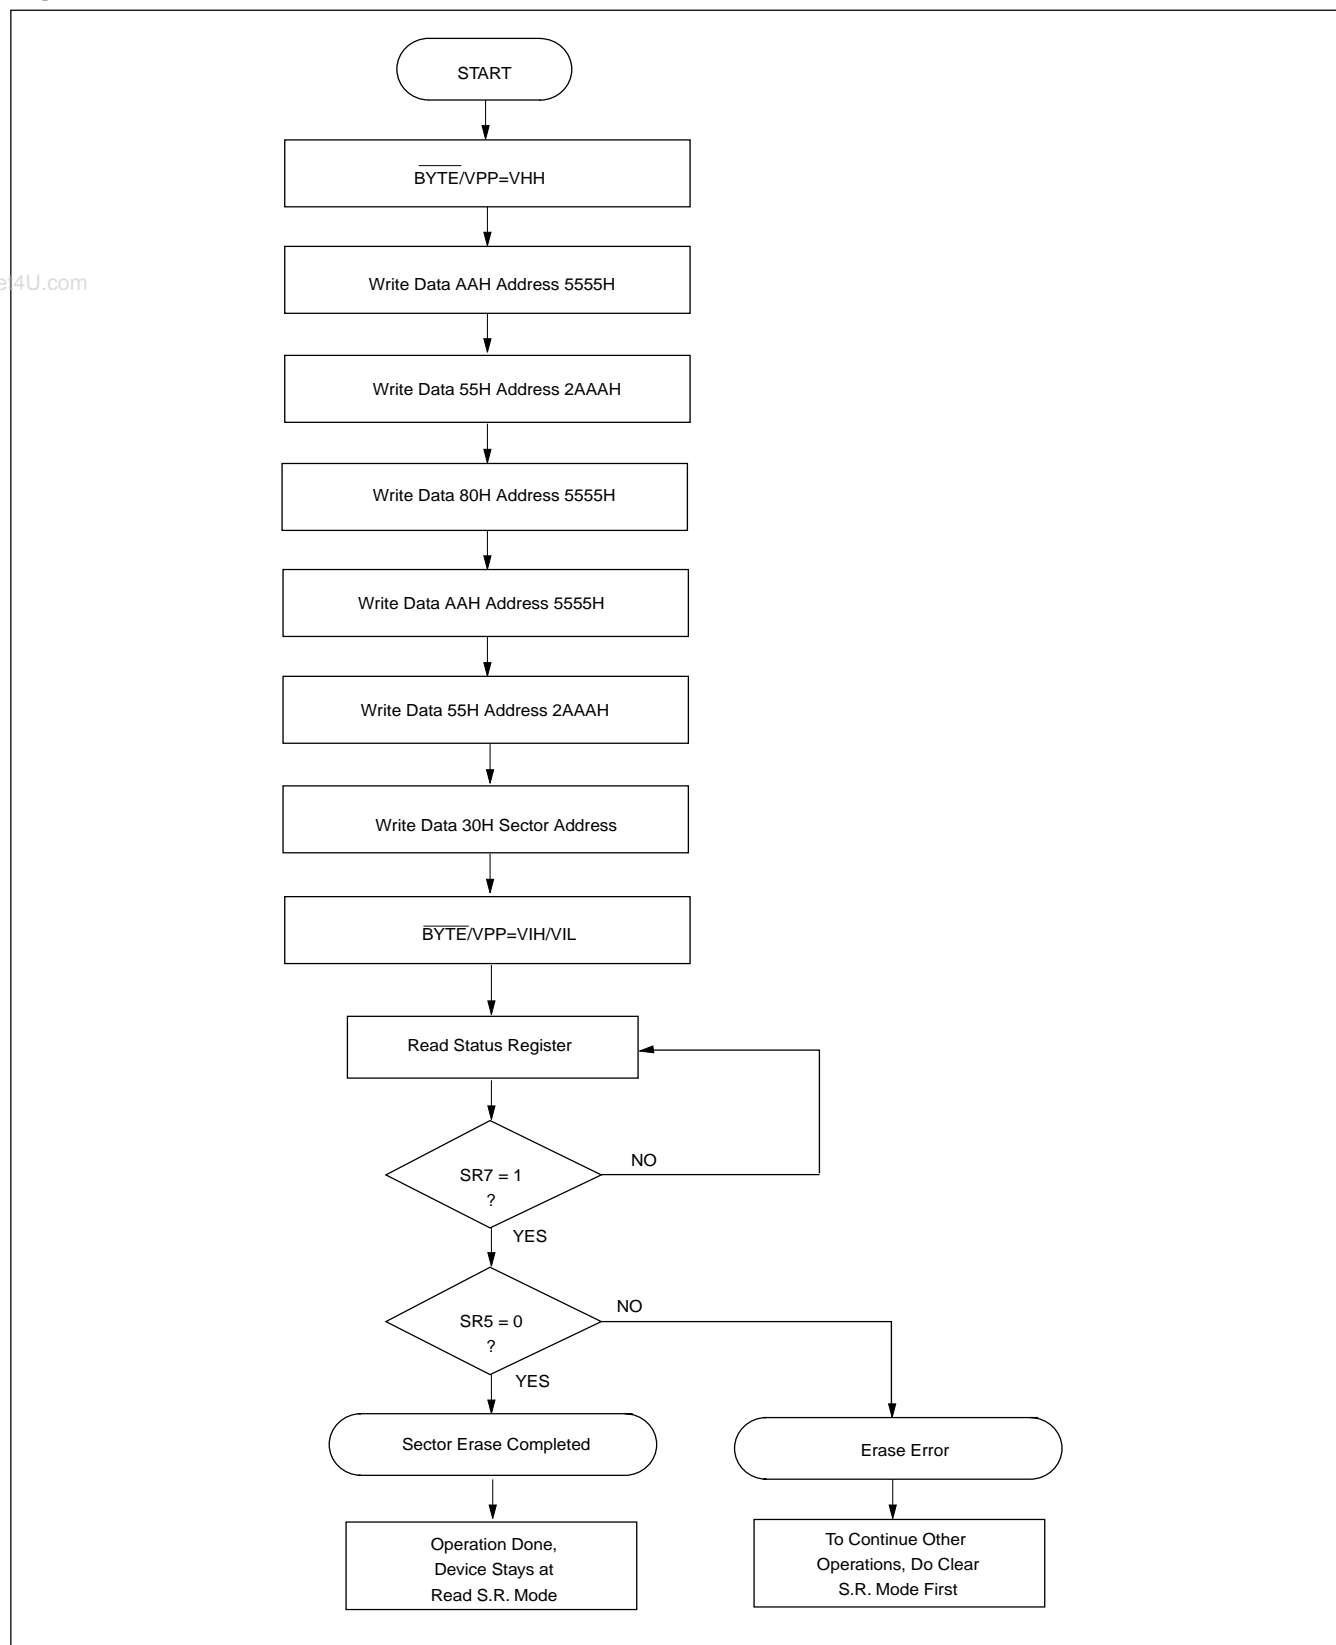 START
BYTE/VPP=VHH
Write Data AAH Address 5555H
4U.com
Write Data 55H Address 2AAAH
Write Data 80H Address 5555H
Write Data AAH Address 5555H
Write Data 55H Address 2AAAH
Write Data 30H Sector Address
BYTE/VPP=VIH/VIL
Read Status Register
SR7 = 1
?
NO
YES
SR5 = 0
?
NO
YES
Sector Erase Completed
Erase Error
Operation Done,
Device Stays at
Read S.R. Mode
To Continue Other
Operations, Do Clear
S.R. Mode First